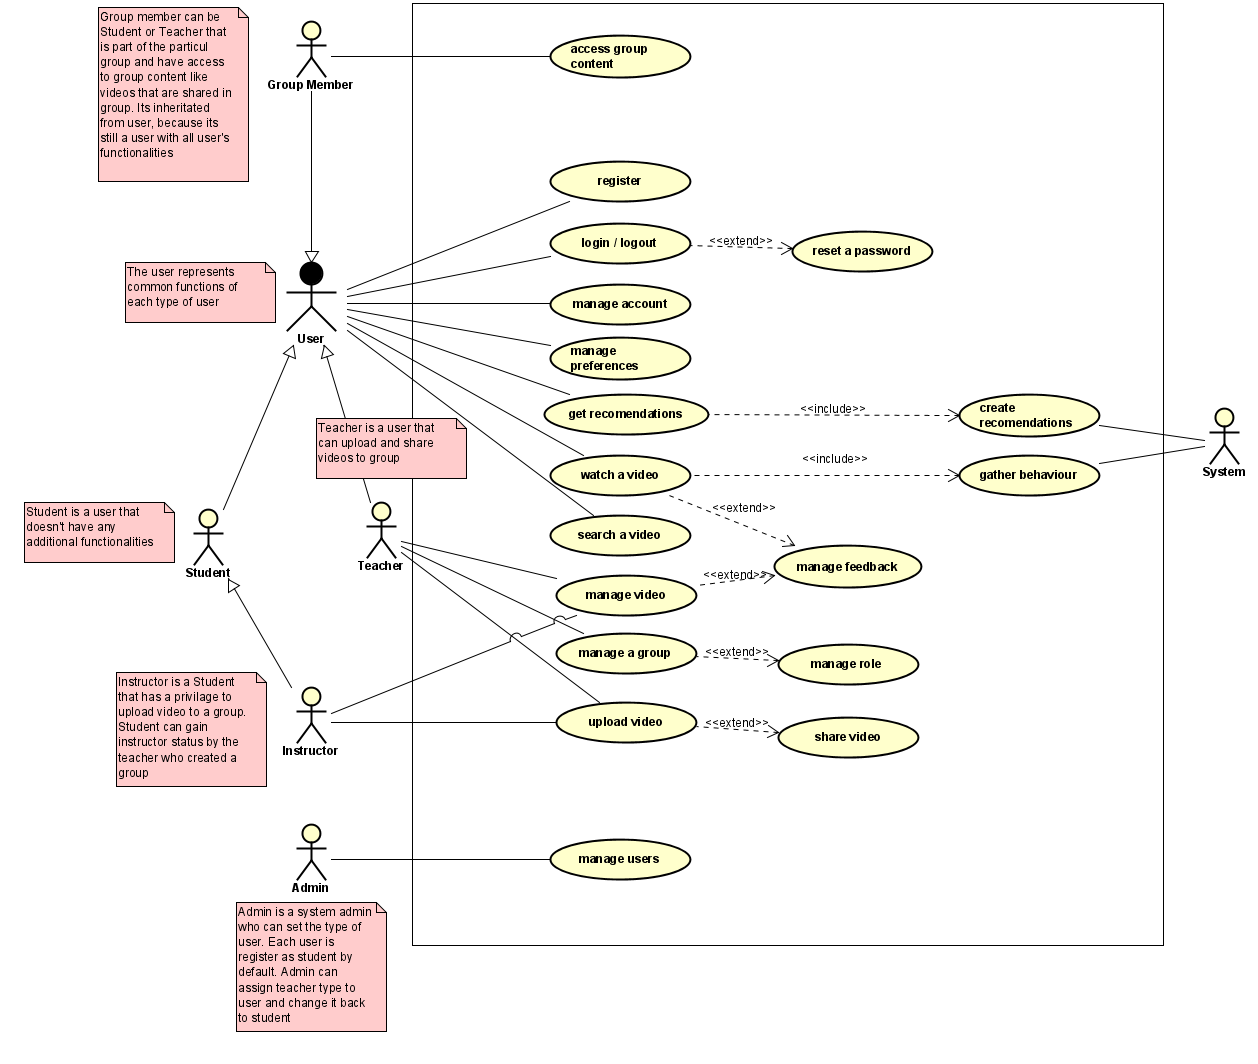 Group member can be
Student or Teacher that
is part of the particul
group and have access
to group content like
videos that are shared in
group. Its inheritated
from user, because its
still a user with all user's
functionalities
Group Member
access group
content
register
login / logout
<<extend>>
reset a password
The user represents
common functions of
each type of user
User
manage account
manage
preferences
get recomendations
<<include>>
create
recomendations
System
Teacher is a user that
can upload and share
videos to group
watch a video
<<include>>
gather behaviour
<<extend>>
Student is a user that
doesn't have any
additional functionalities
Student
Teacher
search a video
manage feedback
<<extend>>
manage video
manage a group
<<extend>>
manage role
Instructor is a Student
that has a privilage to
upload video to a group.
Student can gain
instructor status by the
teacher who created a
group
Instructor
upload video
<<extend>>
share video
Admin
manage users
Admin is a system admin
who can set the type of
user. Each user is
register as student by
default. Admin can
assign teacher type to
user and change it back
to student